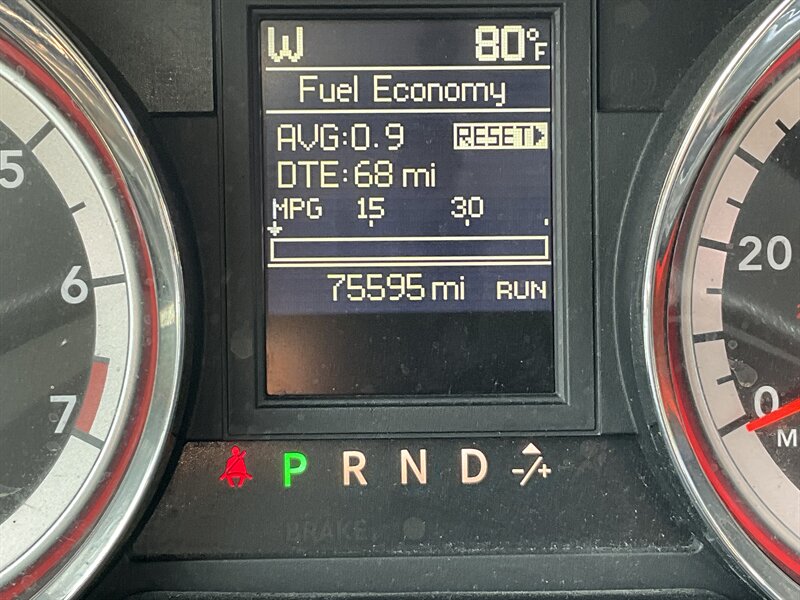 W 80°F
Fuel Economy
AVG:0.9 RESET
DTE:68 mi
MPG 15 30
75595 mi RUN
5
6
7
20
0
M
P R N D -/+
BRAKE